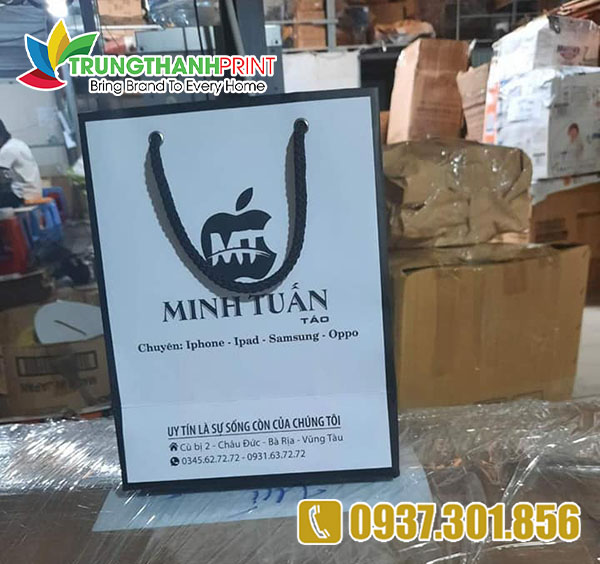 TRUNGTHANHPRINT
Bring Brand To Every Home
MT
MINH TUẤN
TÁO
Chuyên: Iphone - Ipad - Samsung - Oppo
UY TÍN LÀ SỰ SỐNG CÒN CỦA CHÚNG TÔI
Cù bị 2 - Châu Đức - Bà Rịa - Vũng Tàu
0345.62.72.72 - 0931.63.72.72
0937.301.856